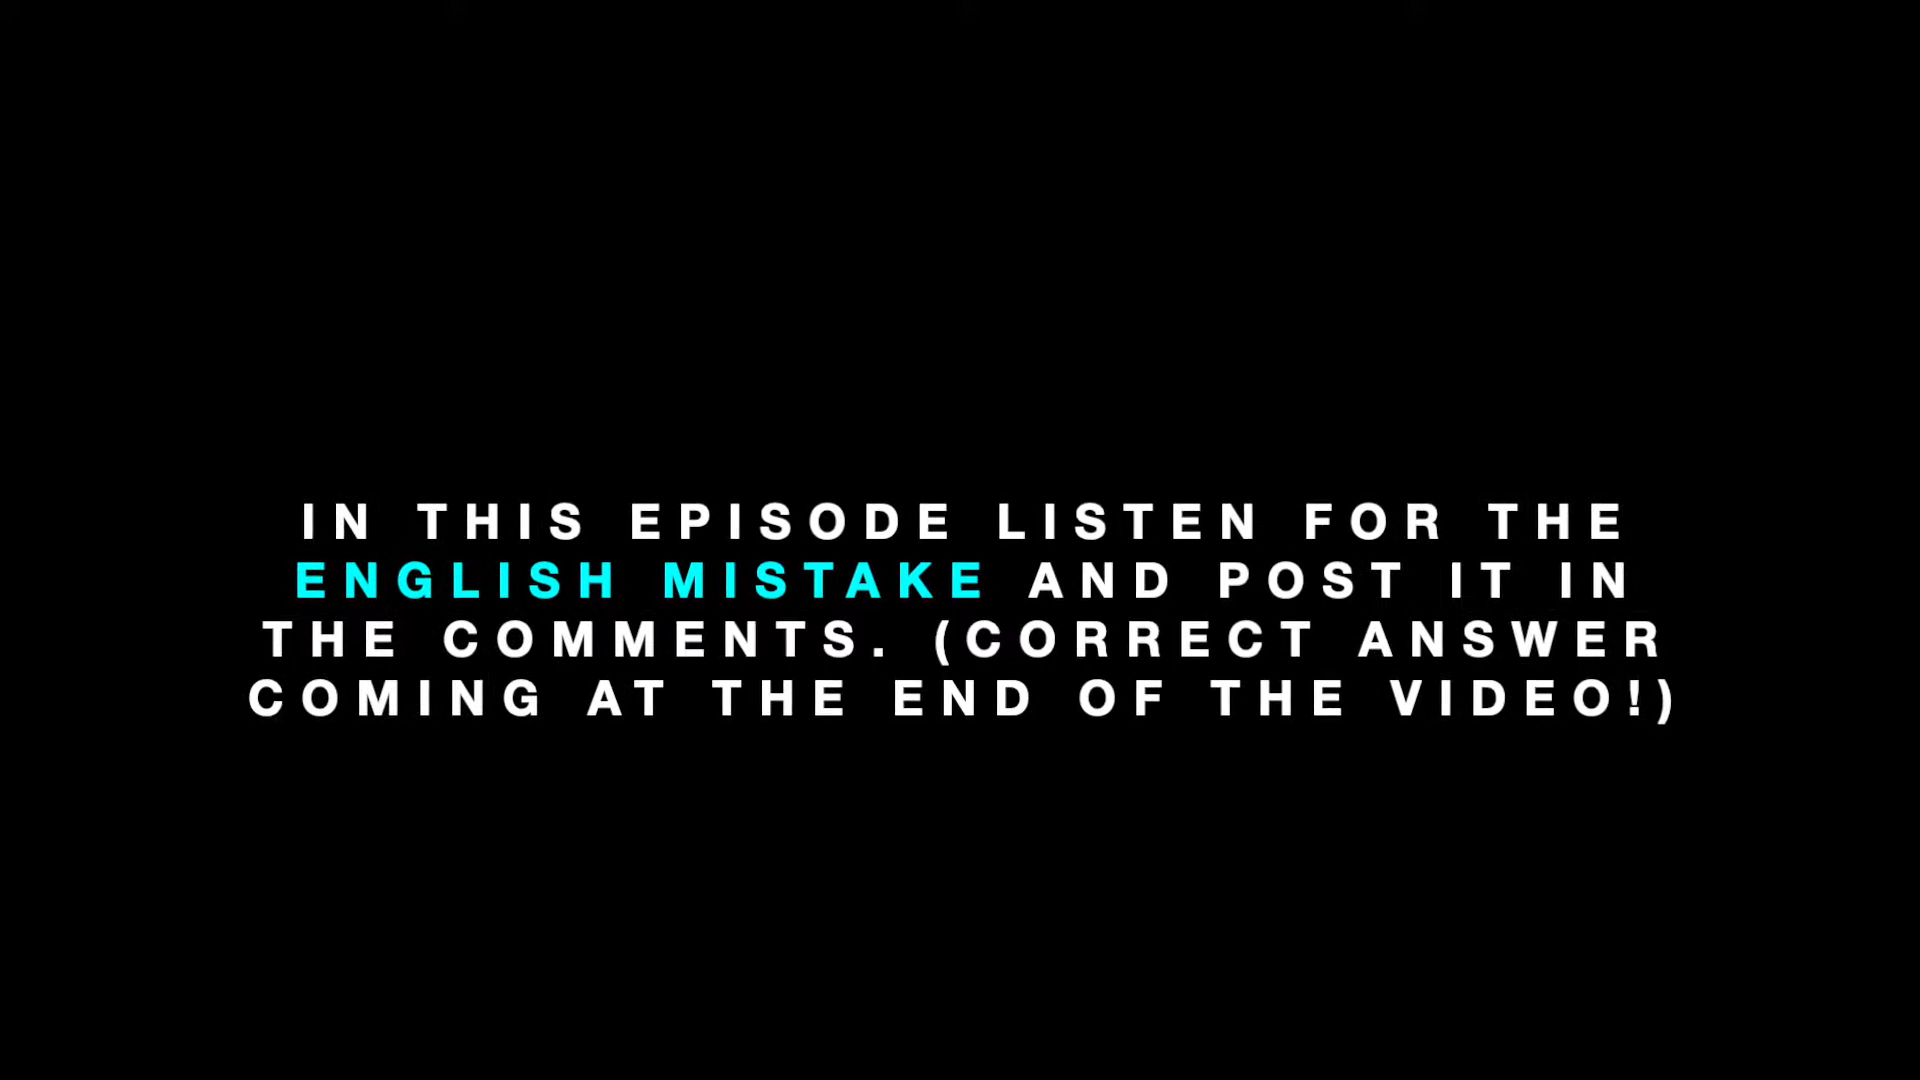 IN THIS EPISODE LISTEN FOR THE
ENGLISH MISTAKE AND POST IT IN
THE COMMENTS. (CORRECT ANSWER
COMING AT THE END OF THE VIDEO!)